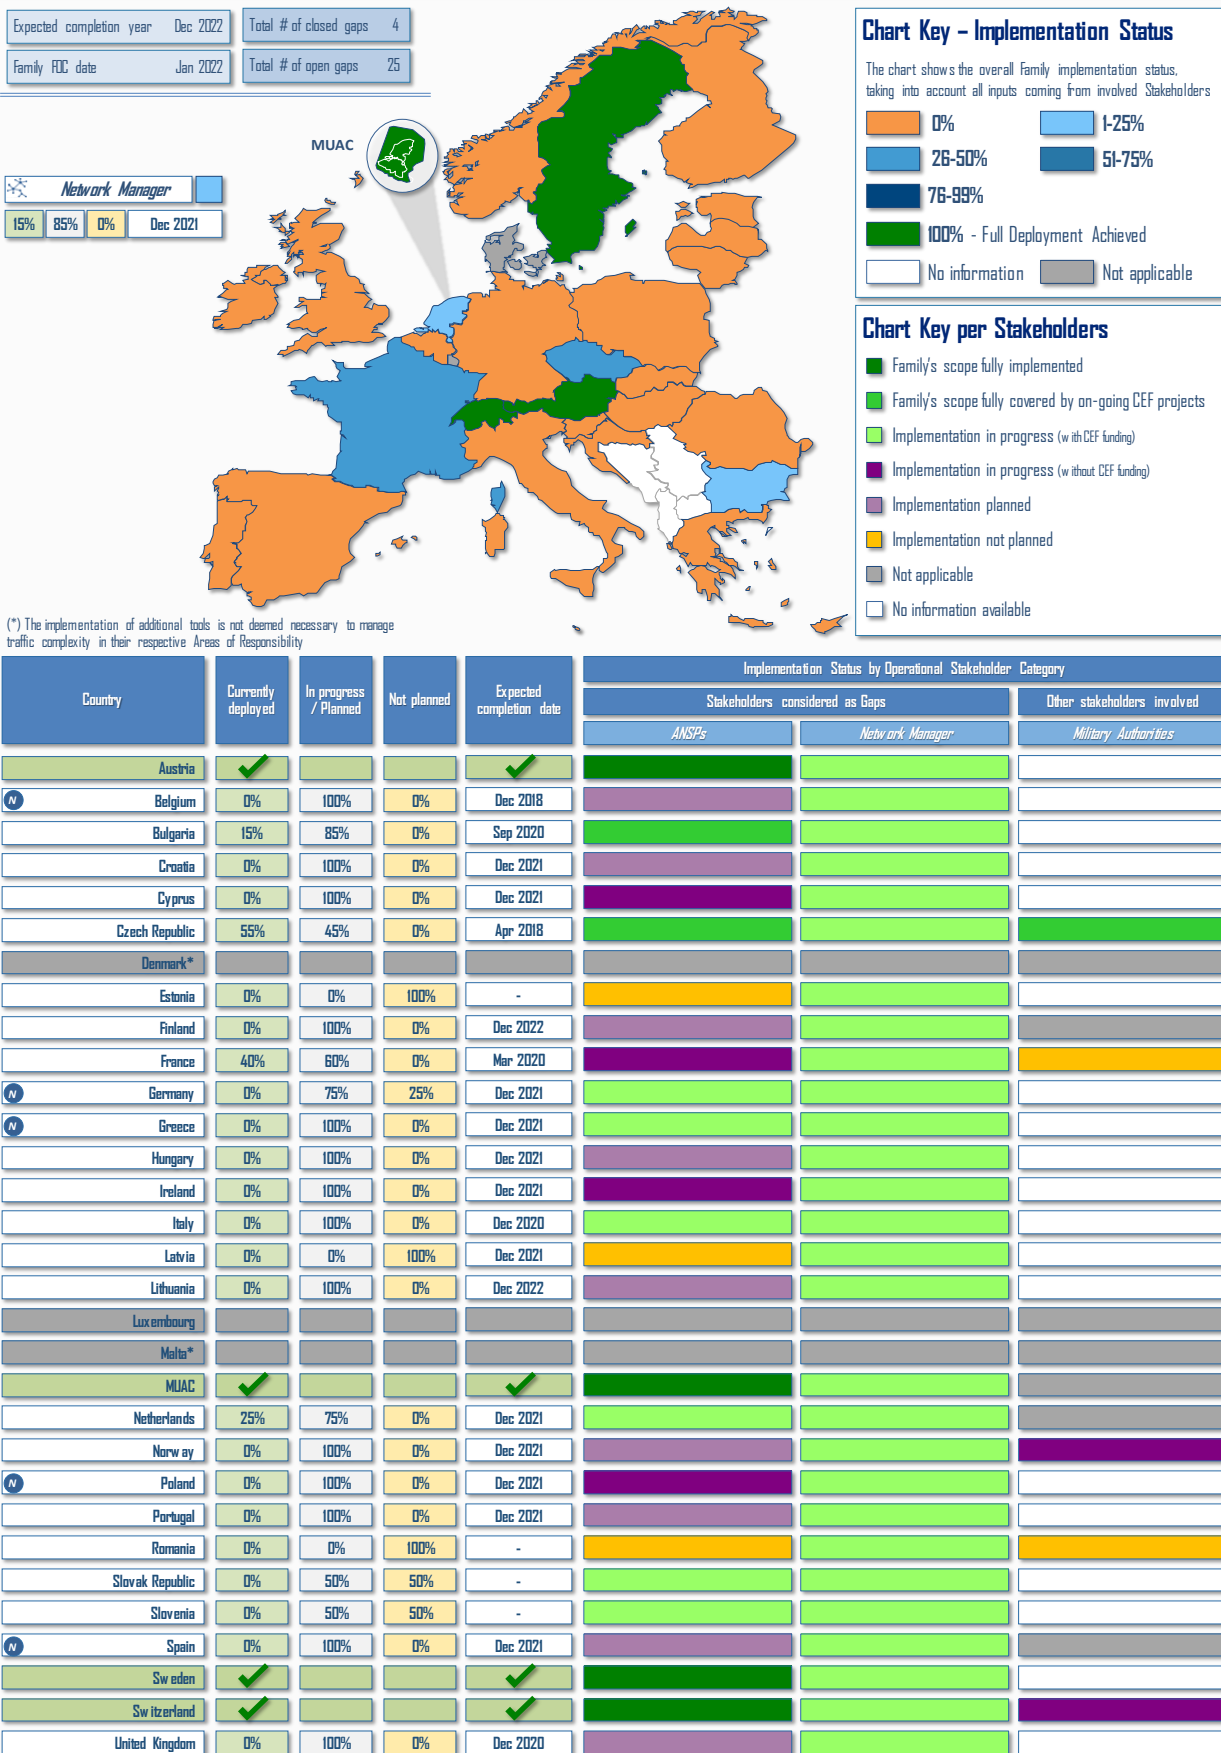 Expected completion year Dec 2022
Total # of closed gaps 4
Family FOC date Jan 2022
Total # of open gaps 25
MUAC
Network Manager
15% 85% 0% Dec 2021
Chart Key – Implementation Status
The chart shows the overall Family implementation status,
taking into account all inputs coming from involved Stakeholders
0% 1-25%
26-50% 51-75%
76-99%
100% - Full Deployment Achieved
No information Not applicable
Chart Key per Stakeholders
Family's scope fully implemented
Family's scope fully covered by on-going CEF projects
Implementation in progress (with CEF funding)
Implementation in progress (without CEF funding)
Implementation planned
Implementation not planned
Not applicable
No information available
(*) The implementation of additional tools is not deemed necessary to manage
traffic complexity in their respective Areas of Responsibility
Country
Currently
deployed
In progress
/ Planned
Not planned
Expected
completion date
Implementation Status by Operational Stakeholder Category
Stakeholders considered as Gaps
Other stakeholders involved
ANSPs
Network Manager
Military Authorities
Austria
N Belgium 0% 100% 0% Dec 2018
Bulgaria 15% 85% 0% Sep 2020
Croatia 0% 100% 0% Dec 2021
Cyprus 0% 100% 0% Dec 2021
Czech Republic 55% 45% 0% Apr 2018
Denmark*
Estonia 0% 0% 100% -
Finland 0% 100% 0% Dec 2022
France 40% 60% 0% Mar 2020
N Germany 0% 75% 25% Dec 2021
N Greece 0% 100% 0% Dec 2021
Hungary 0% 100% 0% Dec 2021
Ireland 0% 100% 0% Dec 2021
Italy 0% 100% 0% Dec 2020
Latvia 0% 0% 100% Dec 2021
Lithuania 0% 100% 0% Dec 2022
Luxembourg
Malta*
MUAC
Netherlands 25% 75% 0% Dec 2021
Norway 0% 100% 0% Dec 2021
N Poland 0% 100% 0% Dec 2021
Portugal 0% 100% 0% Dec 2021
Romania 0% 0% 100% -
Slovak Republic 0% 50% 50% -
Slovenia 0% 50% 50% -
N Spain 0% 100% 0% Dec 2021
Sweden
Switzerland
United Kingdom 0% 100% 0% Dec 2020